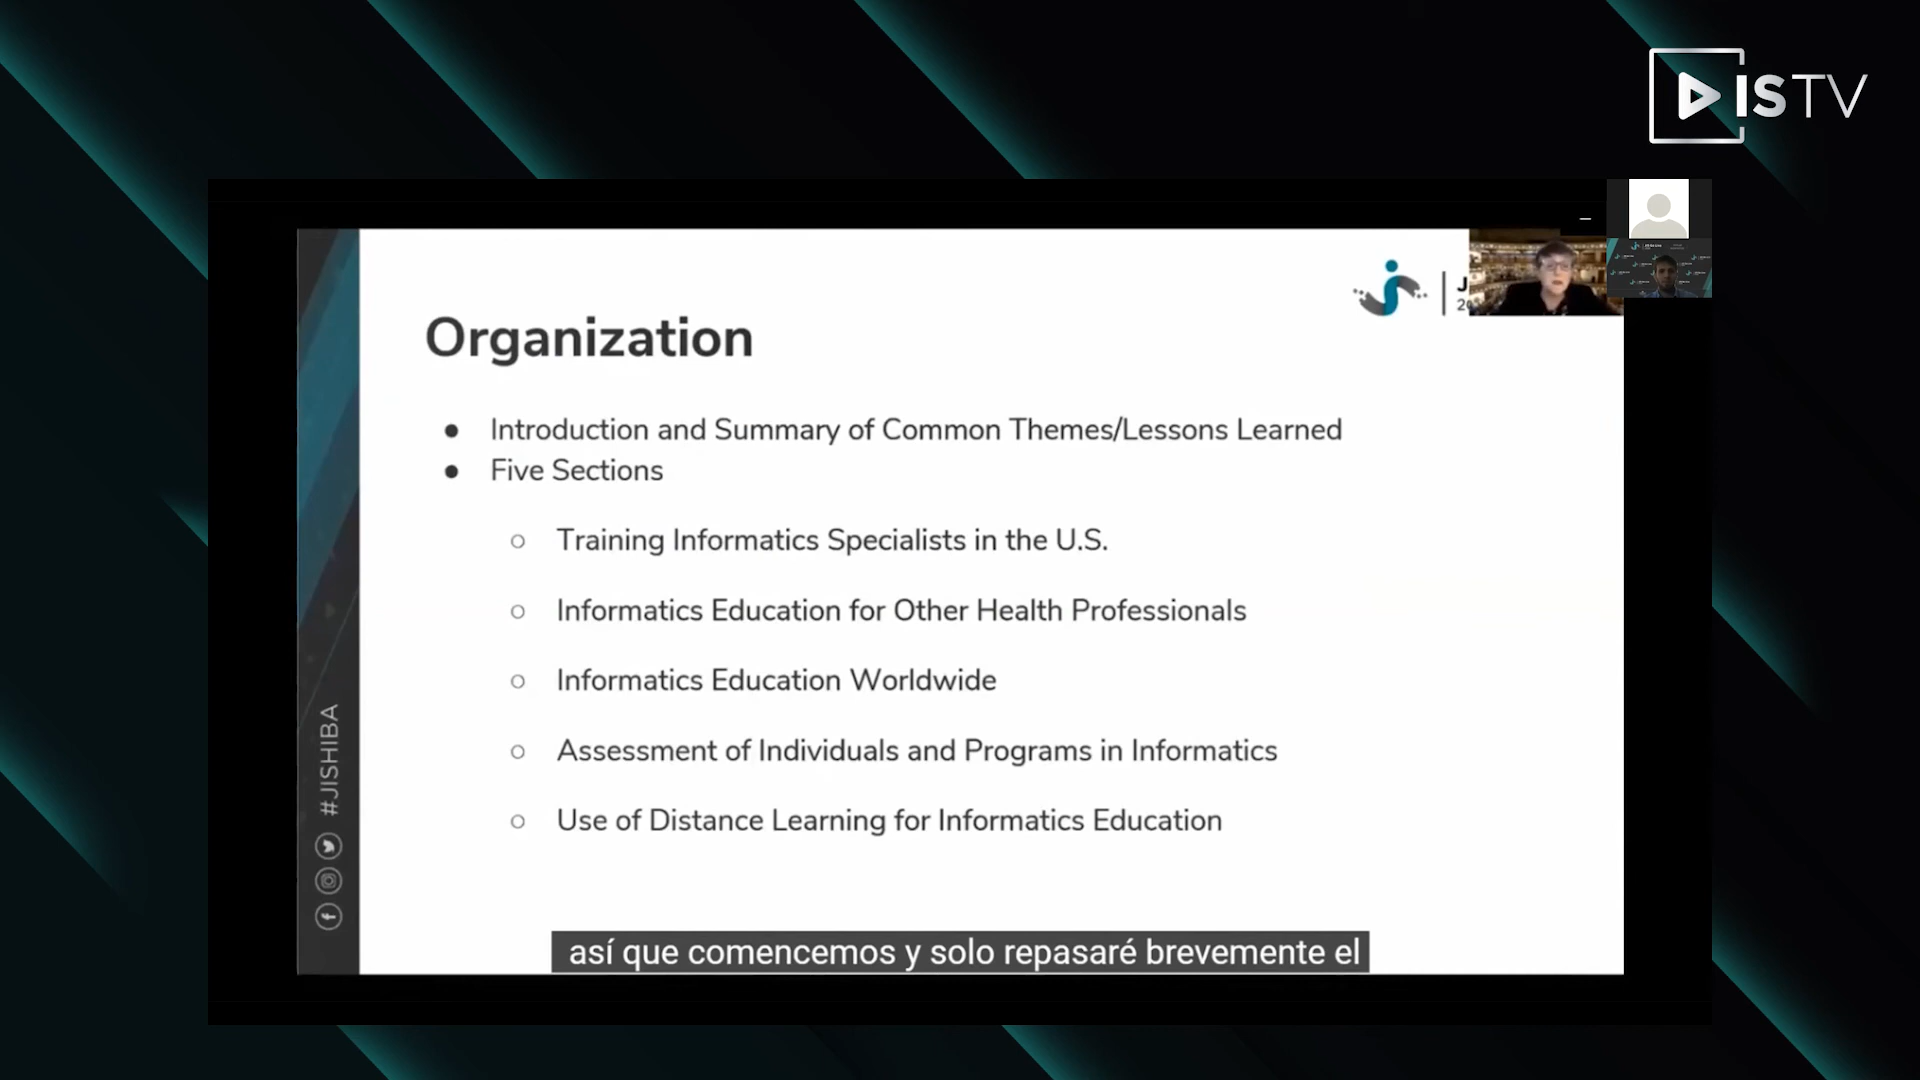 ISTV
Organization
Introduction and Summary of Common Themes/Lessons Learned
Five Sections
Training Informatics Specialists in the U.S.
Informatics Education for Other Health Professionals
Informatics Education Worldwide
Assessment of Individuals and Programs in Informatics
Use of Distance Learning for Informatics Education
#JISHIBA
así que comencemos y solo repasaré brevemente el